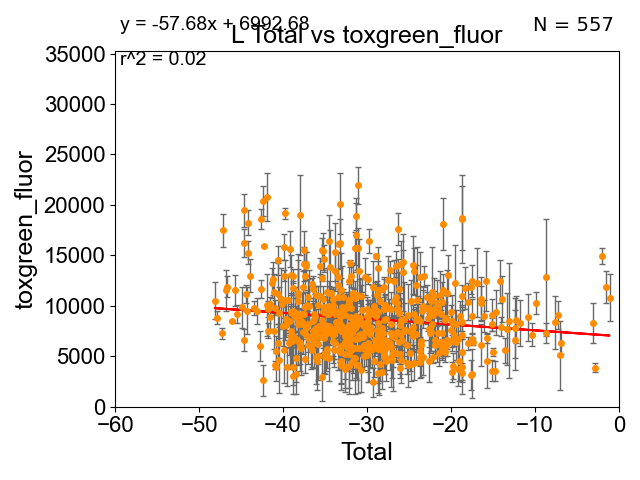 y = -57.68x + 6992.68
N = 557
L Total vs toxgreen_fluor
r^2 = 0.02
35000
30000
25000
20000
15000
10000
5000
0
toxgreen_fluor
−60
−50
−40
−30
−20
−10
0
Total